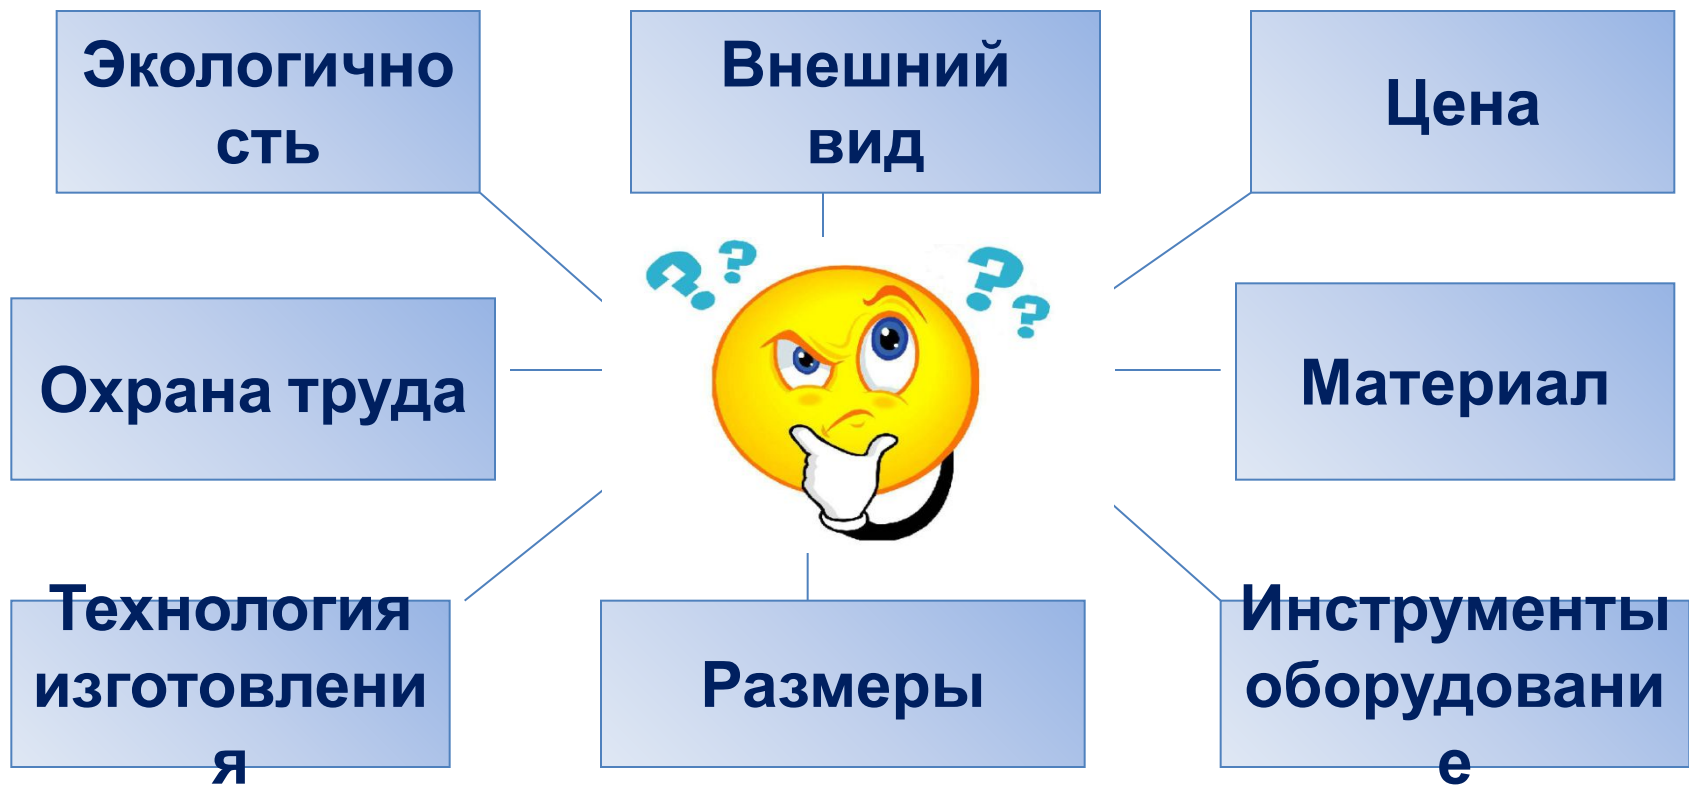 Экологично
сть
Внешний
вид
Цена
? ?
? ?
Охрана труда
Материал
Технология
изготовлени
я
Размеры
Инструменты
оборудовани
е